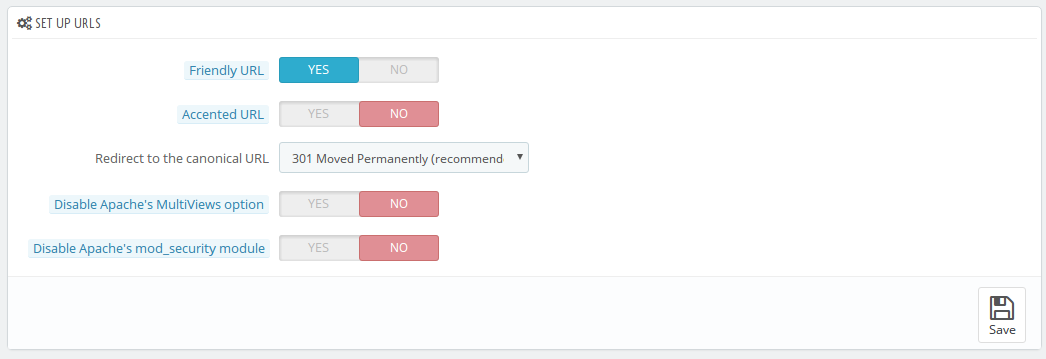 SET UP URLS
Friendly URL YES NO
Accented URL YES NO
Redirect to the canonical URL 301 Moved Permanently (recommend
Disable Apache's MultiViews option YES NO
Disable Apache's mod_security module YES NO
Save